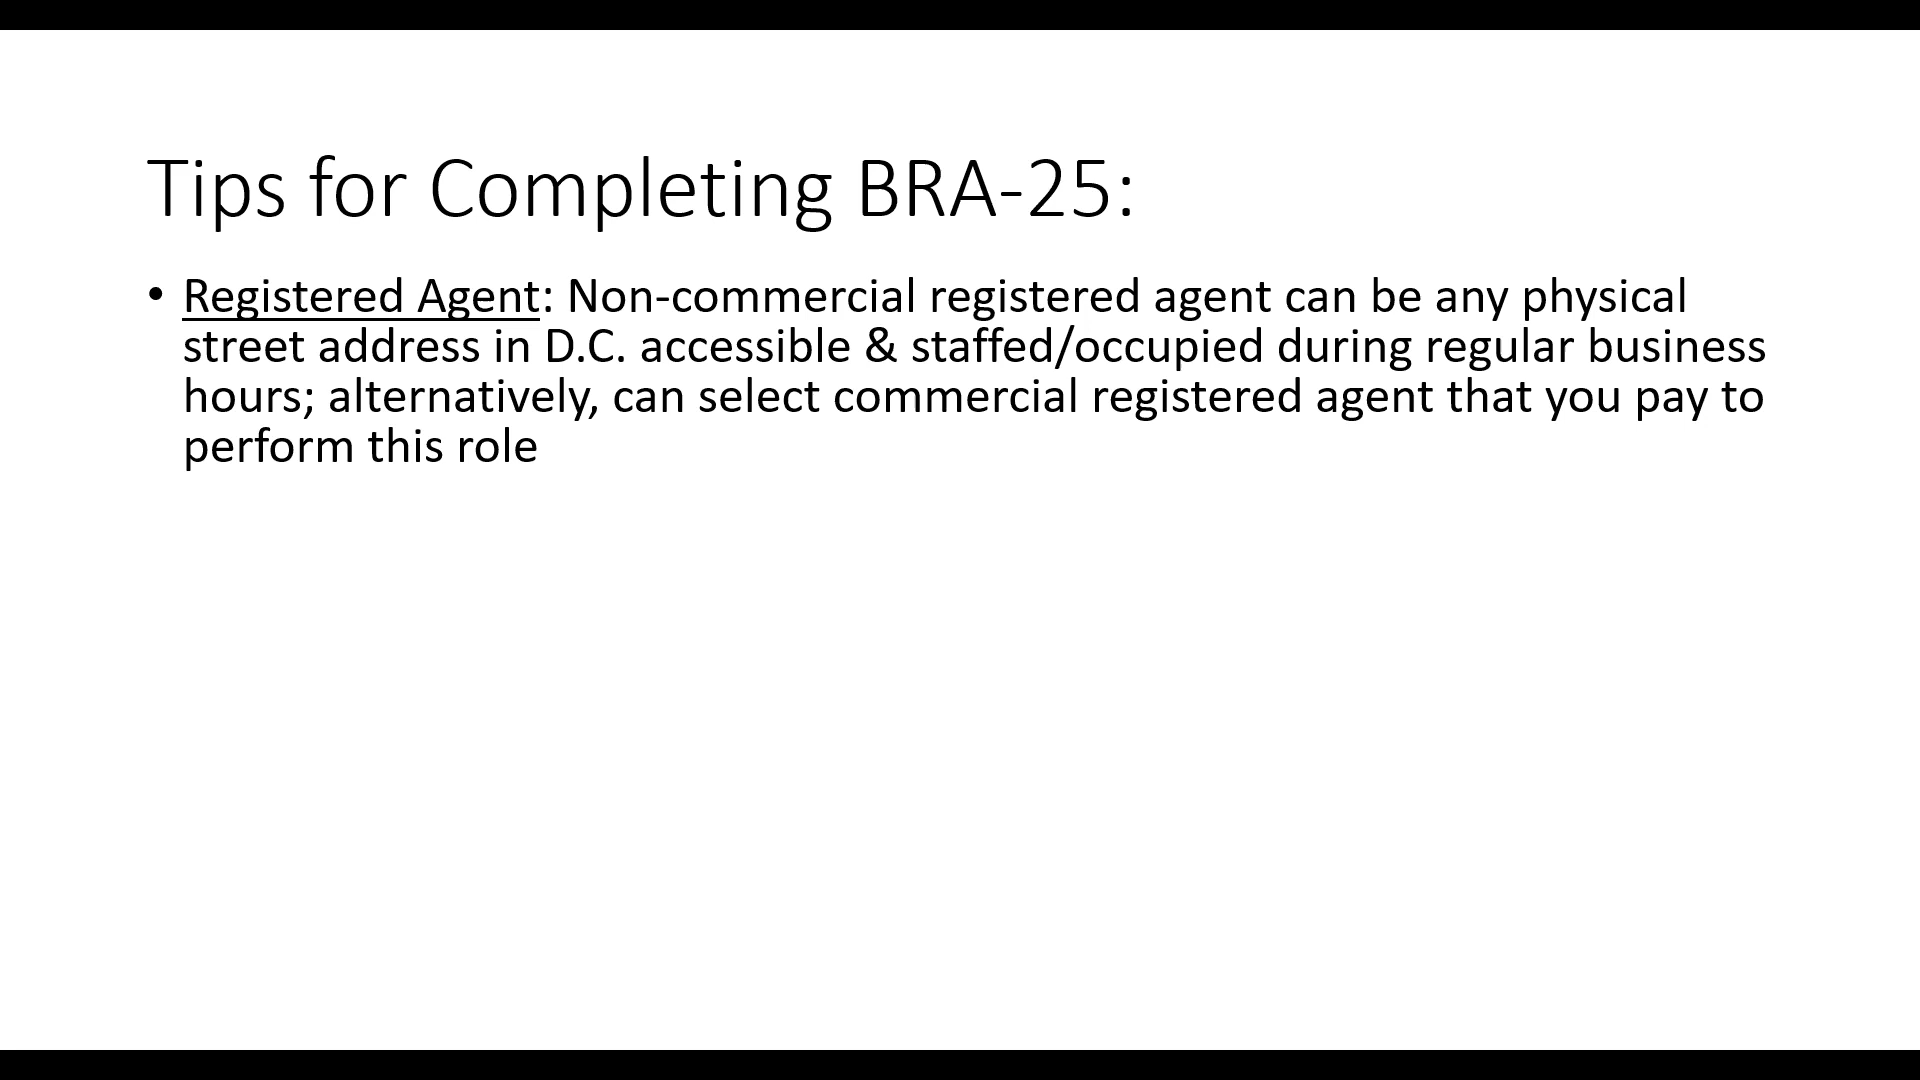 Tips for Completing BRA-25:
• Registered Agent: Non-commercial registered agent can be any physical
street address in D.C. accessible & staffed/occupied during regular business
hours; alternatively, can select commercial registered agent that you pay to
perform this role